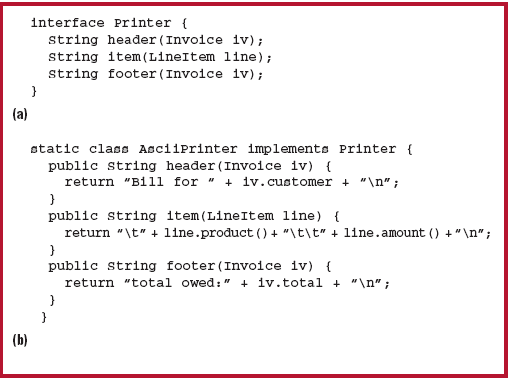 interface Printer {
String header(Invoice iv);
String item(LineItem line);
String footer(Invoice iv);
}
(a)
static class AsciiPrinter implements Printer {
public String header(Invoice iv) {
return “Bill for ” + iv.customer + “\n”;
}
public String item(LineItem line) {
return “\t” + line.product()+ “\t\t” + line.amount() +“\n”;
}
public String footer(Invoice iv) {
return “total owed:” + iv.total + “\n”;
}
}
(b)